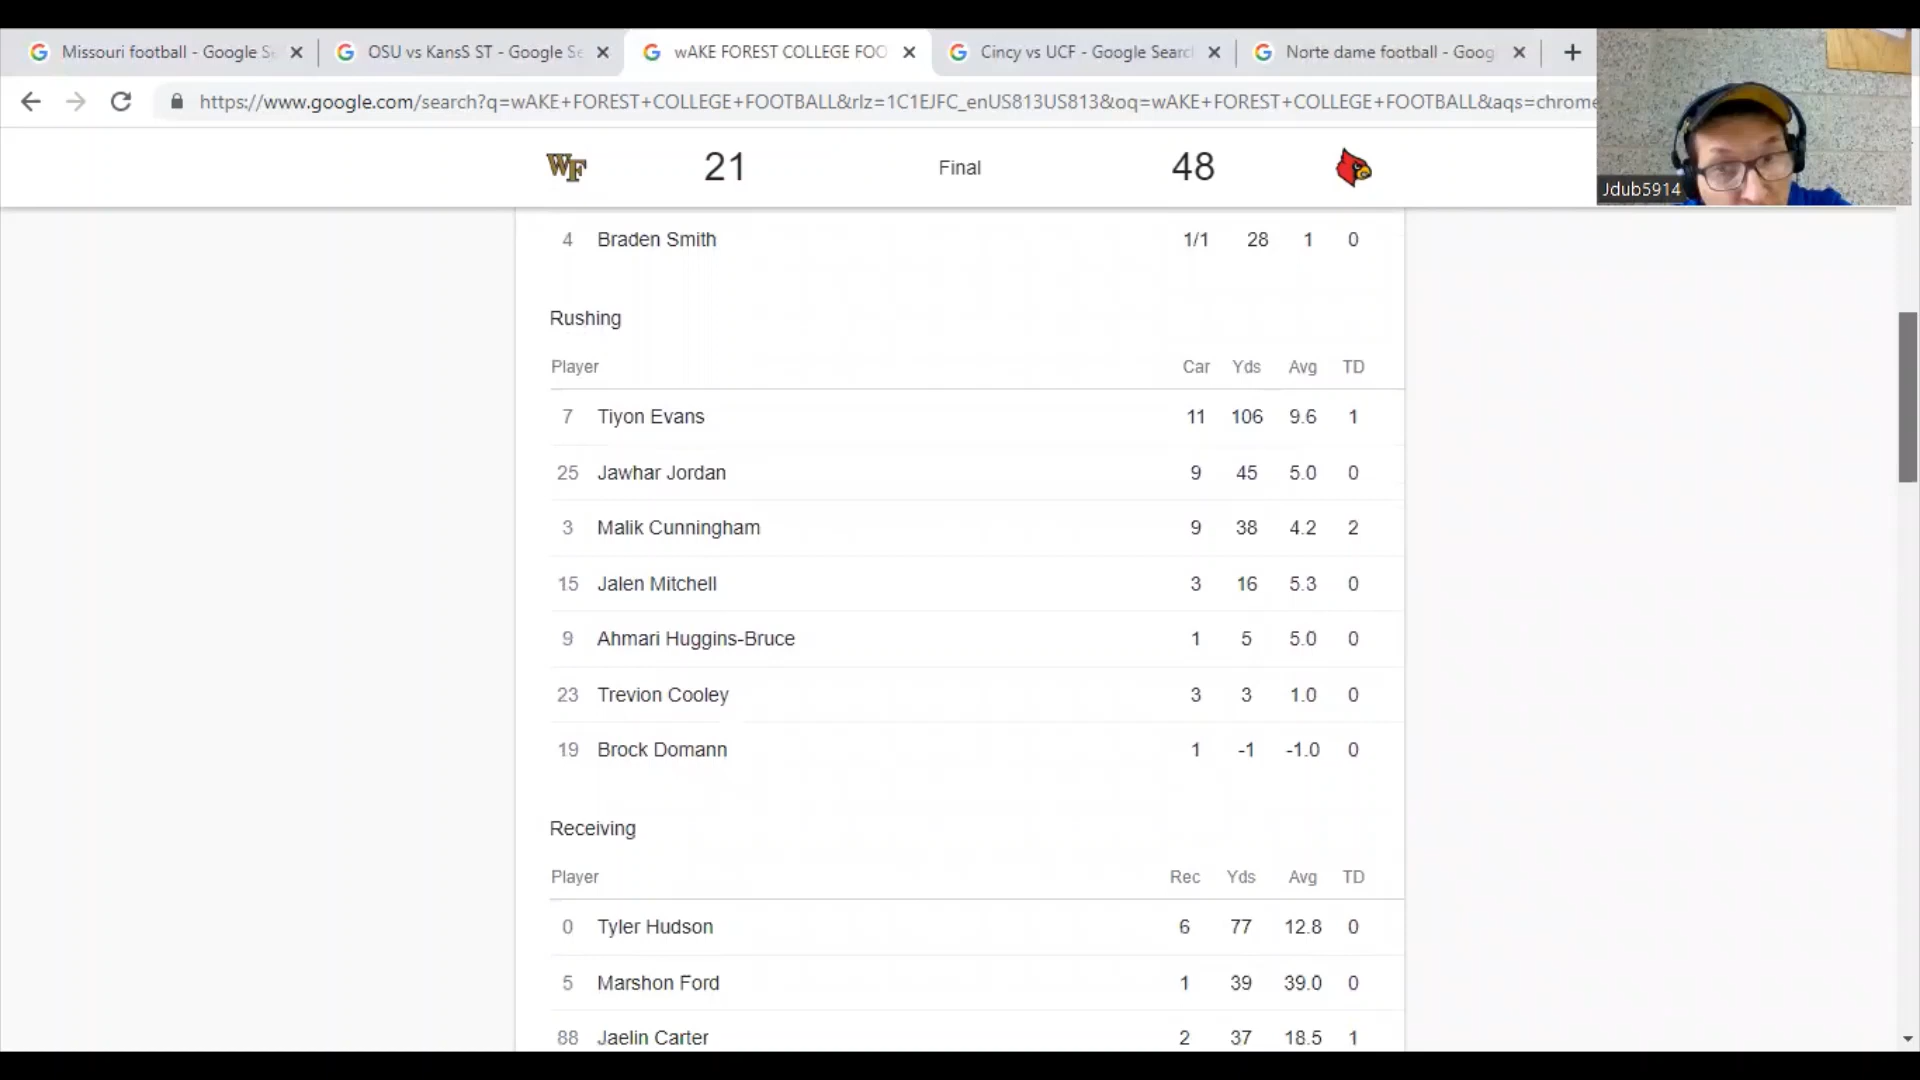 Missouri football - Google Se
OSU vs KansS ST - Google Se
wAKE FOREST COLLEGE FOO
Cincy vs UCF - Google Search
Norte dame football - Goog
https://www.google.com/search?q=wAKE+FOREST+COLLEGE+FOOTBALL&rlz=1C1EJFC_enUS813US813&oq=wAKE+FOREST+COLLEGE+FOOTBALL&aqs=chrome
Jdub5914
WF 21 Final 48
4 Braden Smith 1/1 28 1 0
Rushing
Player Car Yds Avg TD
7 Tiyon Evans 11 106 9.6 1
25 Jawhar Jordan 9 45 5.0 0
3 Malik Cunningham 9 38 4.2 2
15 Jalen Mitchell 3 16 5.3 0
9 Ahmari Huggins-Bruce 1 5 5.0 0
23 Trevion Cooley 3 3 1.0 0
19 Brock Domann 1 -1 -1.0 0
Receiving
Player Rec Yds Avg TD
0 Tyler Hudson 6 77 12.8 0
5 Marshon Ford 1 39 39.0 0
88 Jaelin Carter 2 37 18.5 1